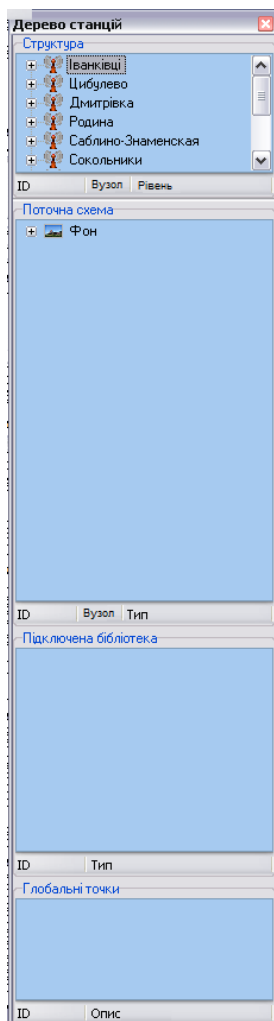 Дерево станцій
Структура
Іванківці
Цибулево
Дмитрівка
Родина
Саблино-Знаменская
Сокольники
ID Вузол Рівень
Поточна схема
Фон
ID Вузол Тип
Підключена бібліотека
ID Тип
Глобальні точки
ID Опис